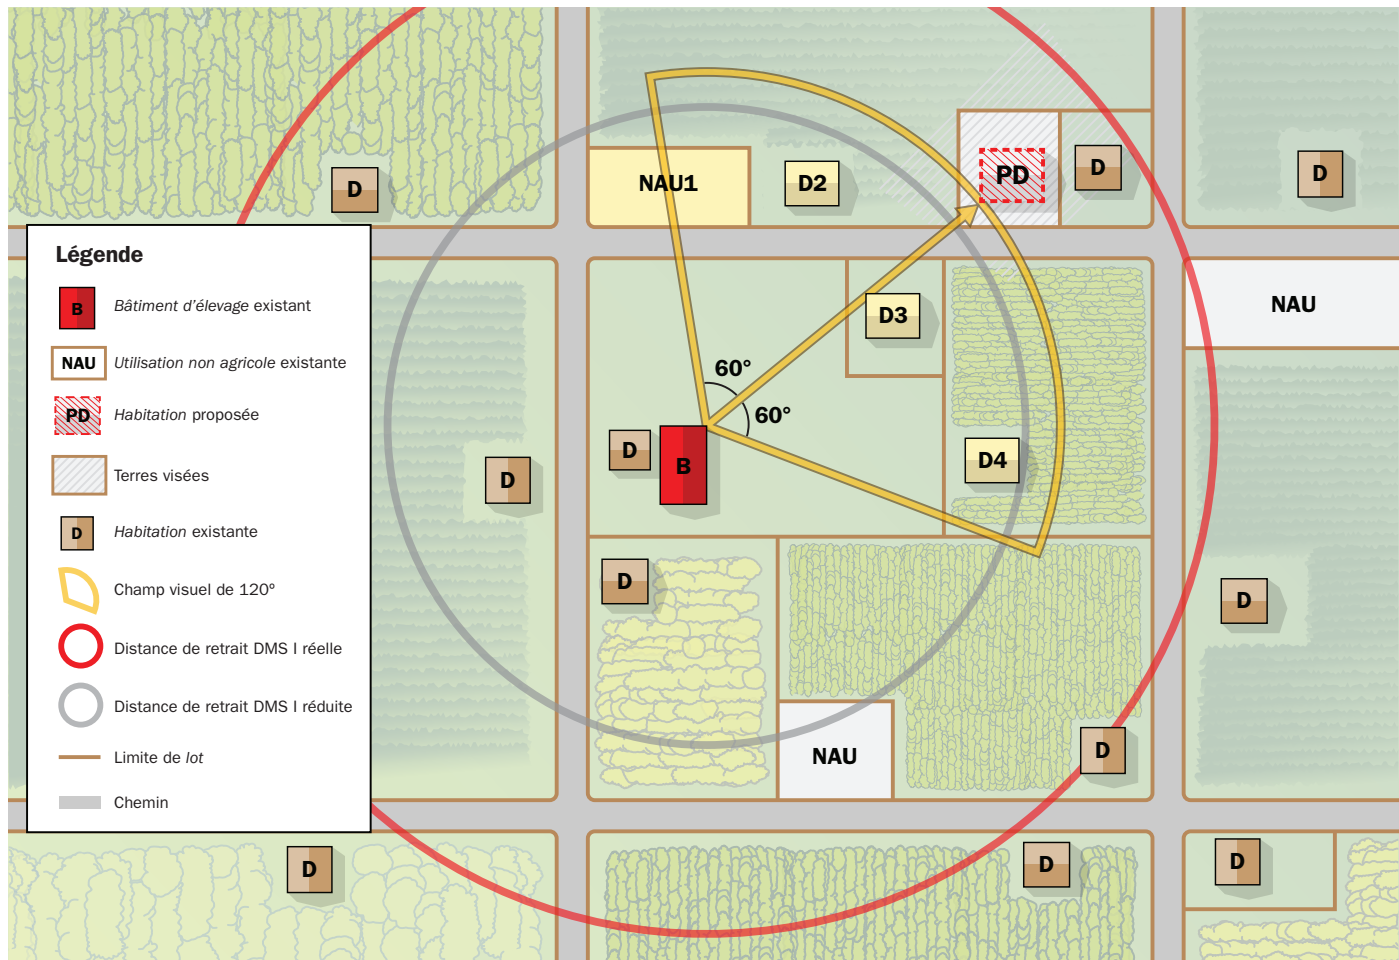 NAU1
D2
PD
D
D
D
Légende
B
Bâtiment d'élevage existant
NAU
Utilisation non agricole existante
PD
Habitation proposée
Terres visées
D
Habitation existante
Champ visuel de 120º
Distance de retrait DMS I réelle
Distance de retrait DMS I réduite
Limite de lot
Chemin
NAU
D3
60°
60°
D
B
D4
D
D
D
NAU
D
D
D
D